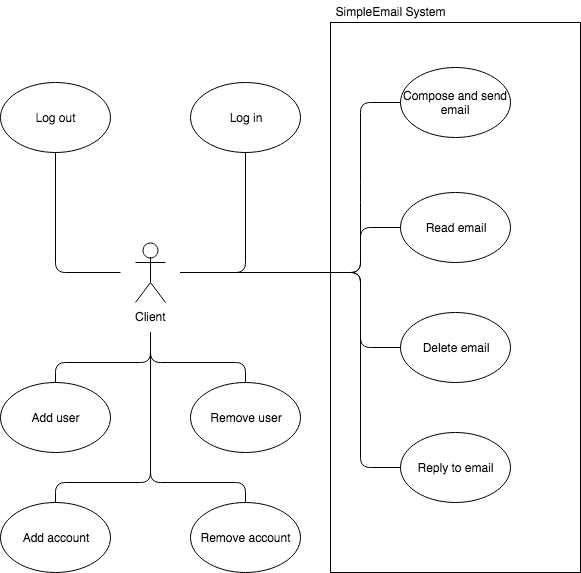 SimpleEmail System
Compose and send
email
Log out
Log in
Read email
Client
Delete email
Add user
Remove user
Reply to email
Add account
Remove account